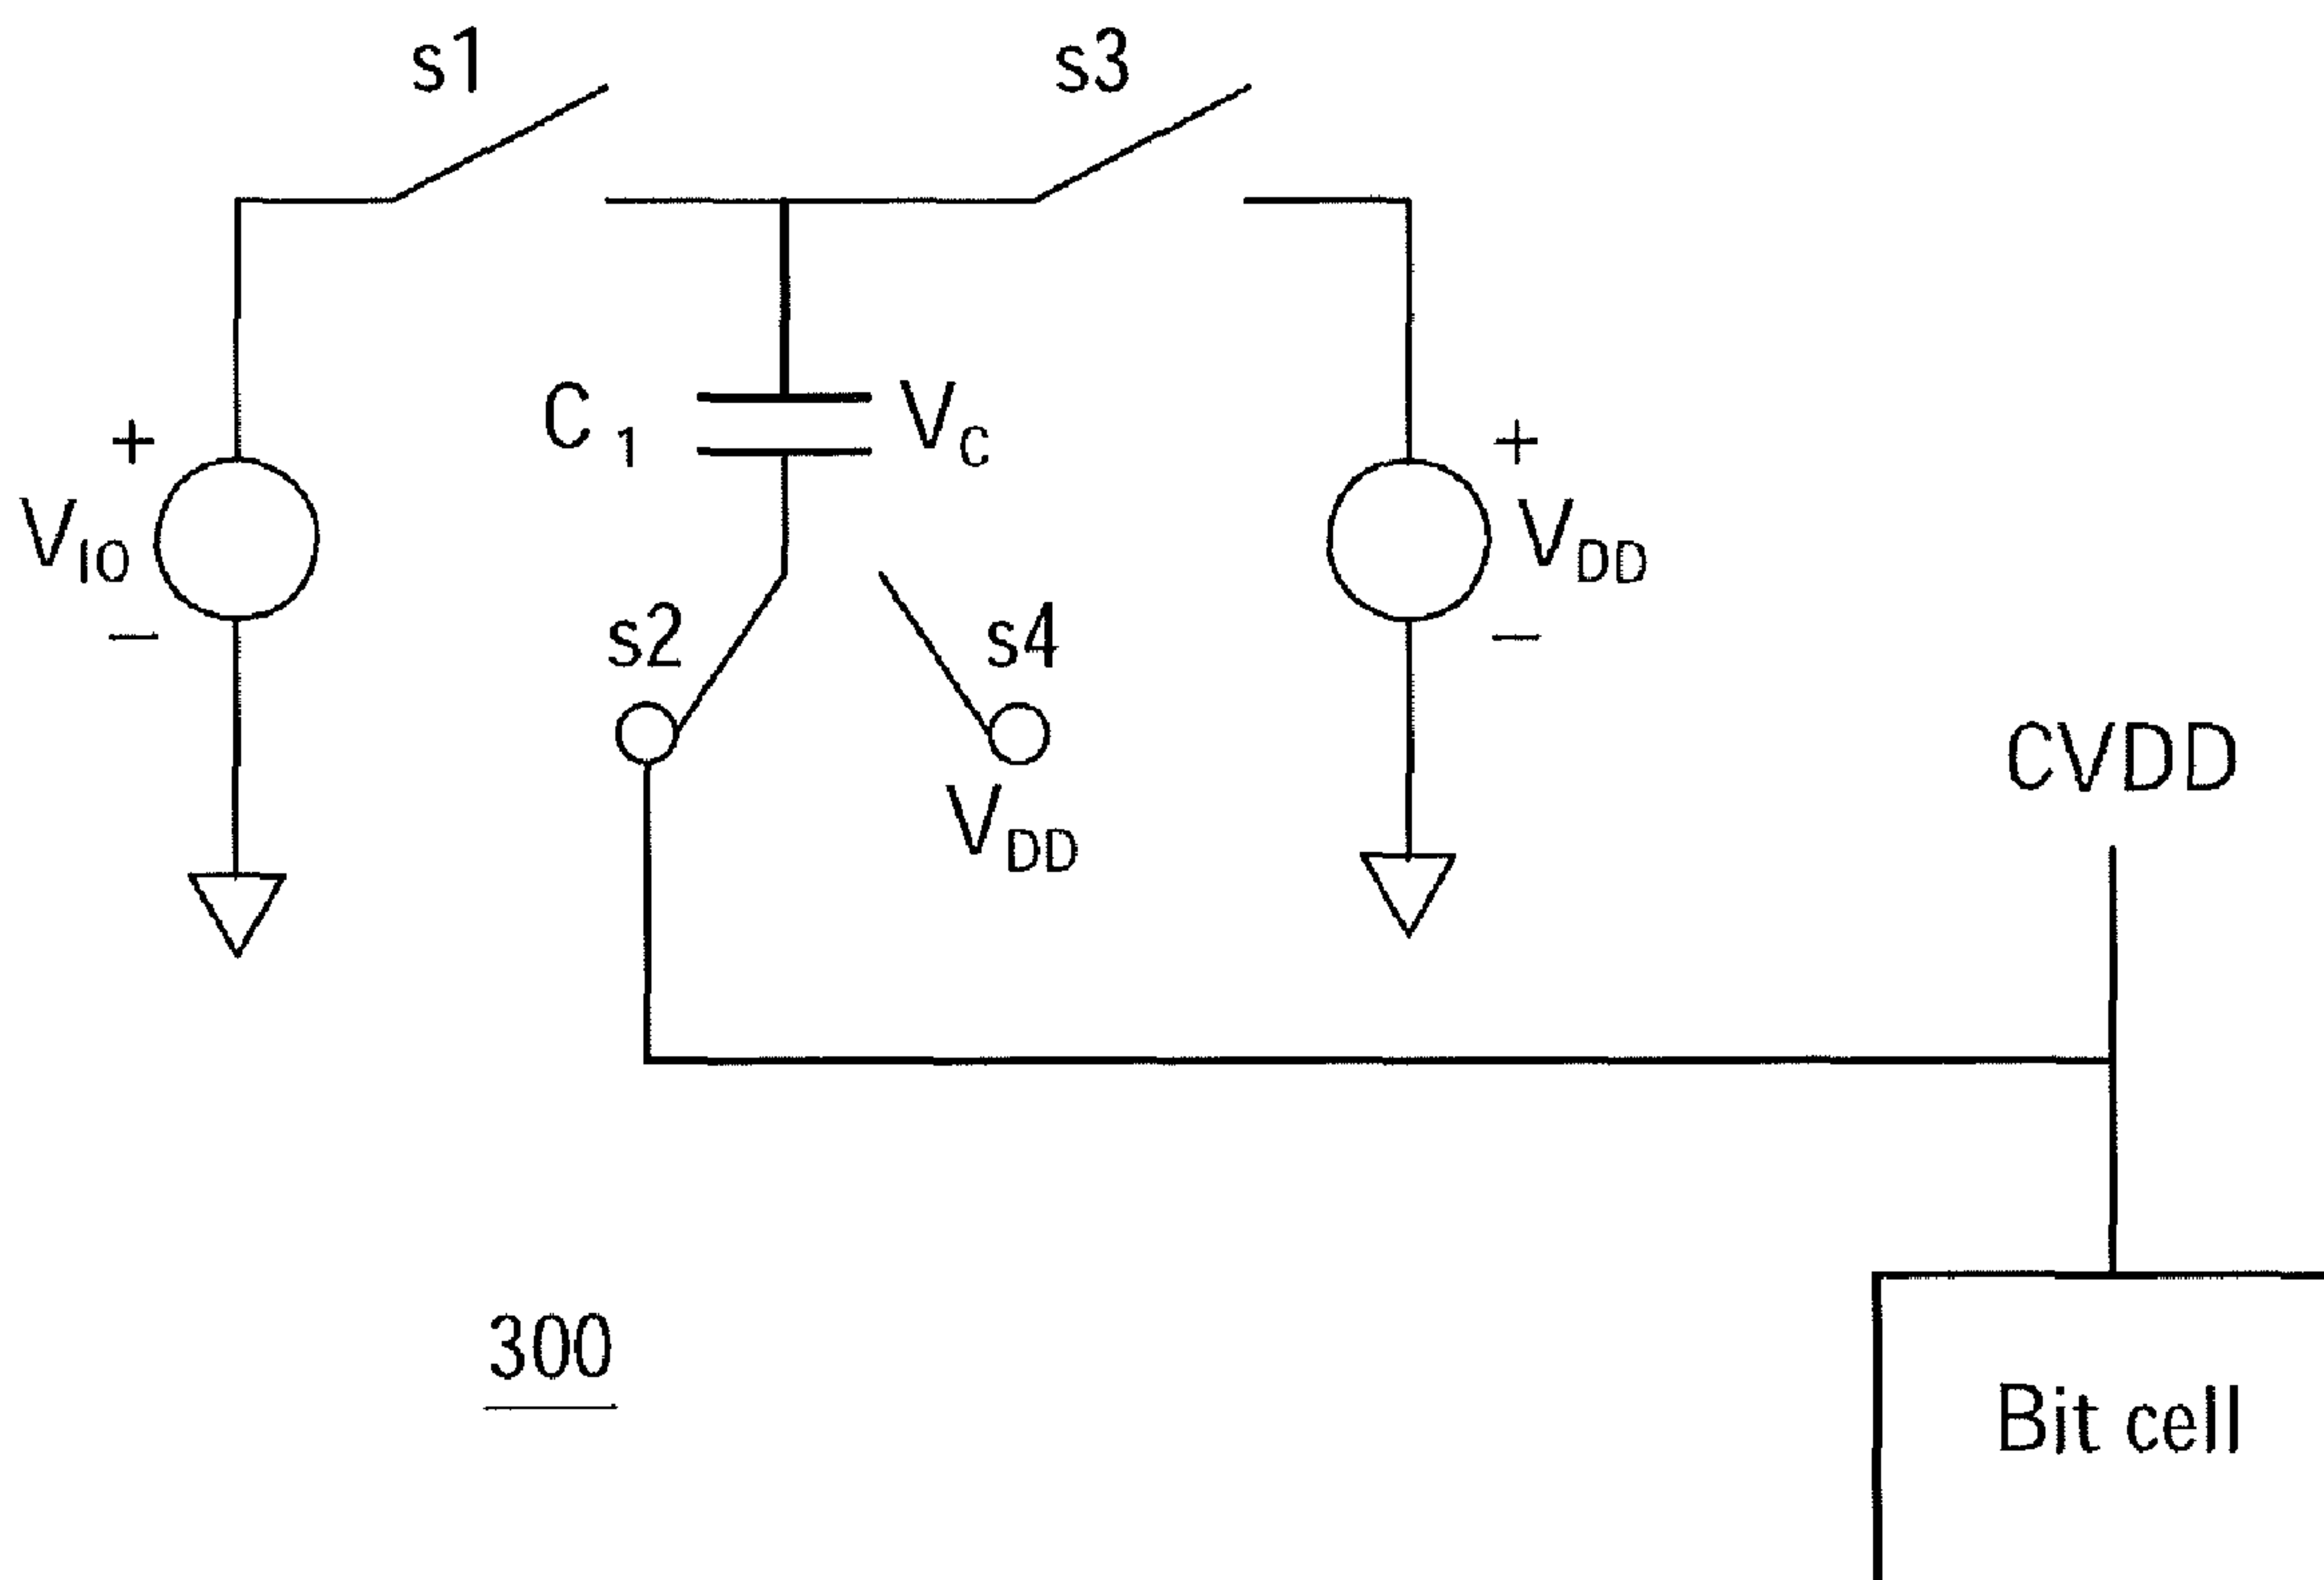 s1
s3
C1
VC
+
VIO
−
+
VDD
−
s2
s4
VDD
CVDD
300
Bit cell